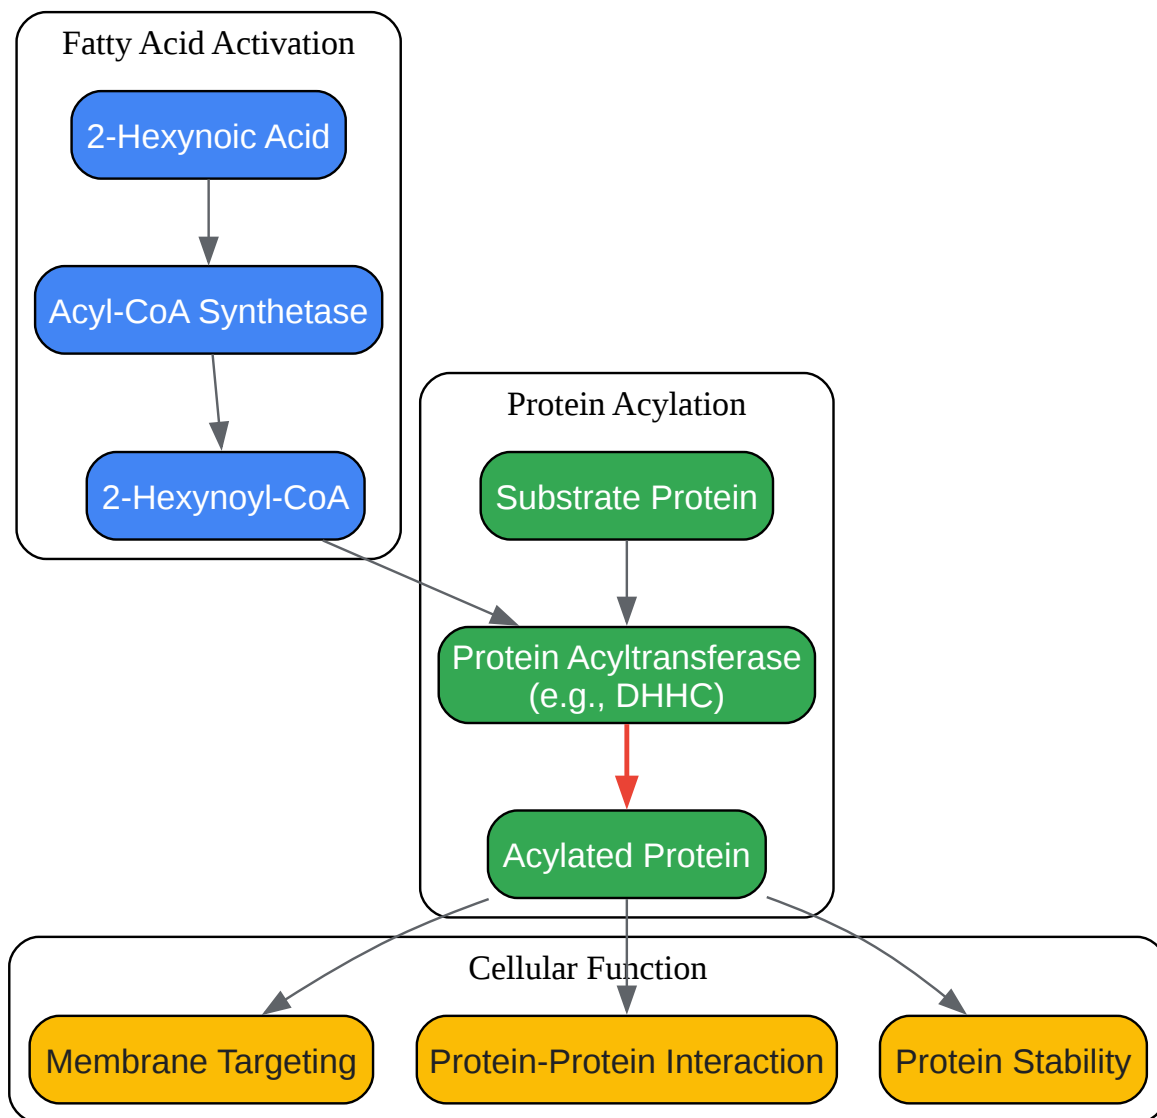 Fatty Acid Activation
2-Hexynoic Acid
Acyl-CoA Synthetase
2-Hexynoyl-CoA
Protein Acylation
Substrate Protein
Protein Acyltransferase
(e.g., DHHC)
Acylated Protein
Cellular Function
Membrane Targeting
Protein-Protein Interaction
Protein Stability